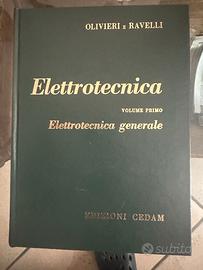 OLIVIERI E RAVELLI
Elettrotecnica
VOLUME PRIMO
Elettrotecnica generale
EDIZIONI CEDAM
subito